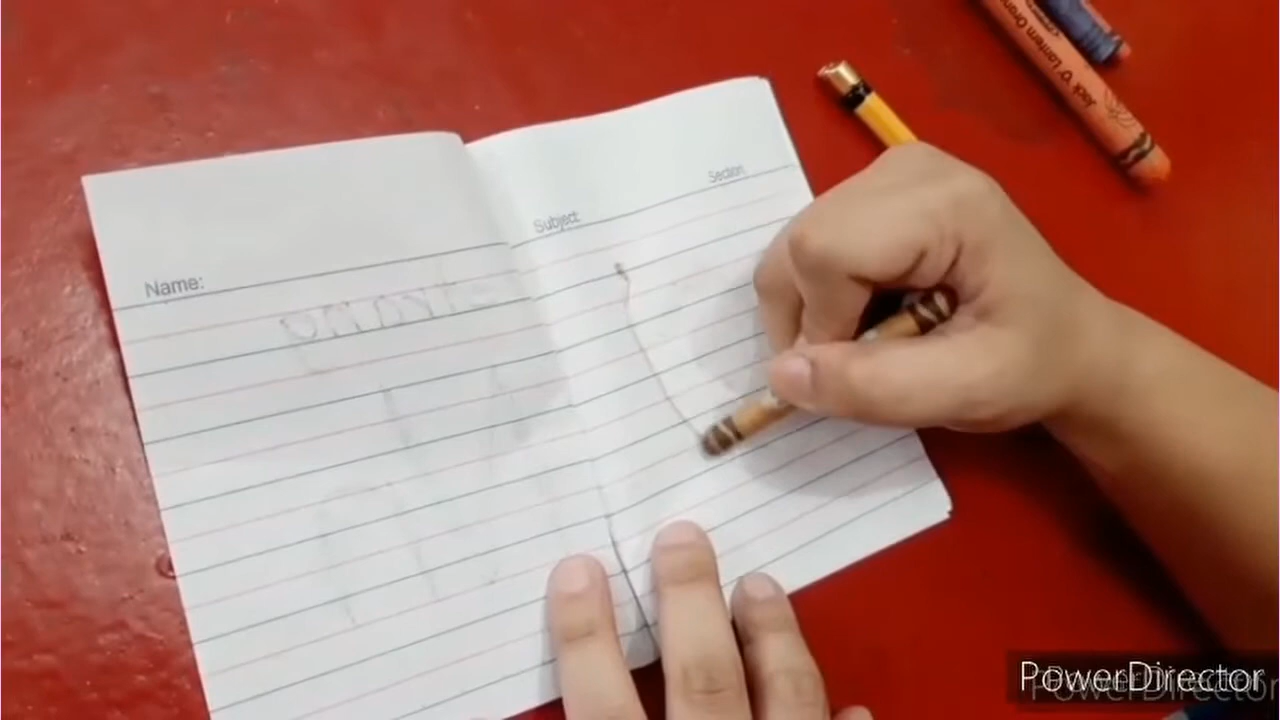 Jack 'O' Lantern Orange
Section:
Subject:
Name:
PowerDirector